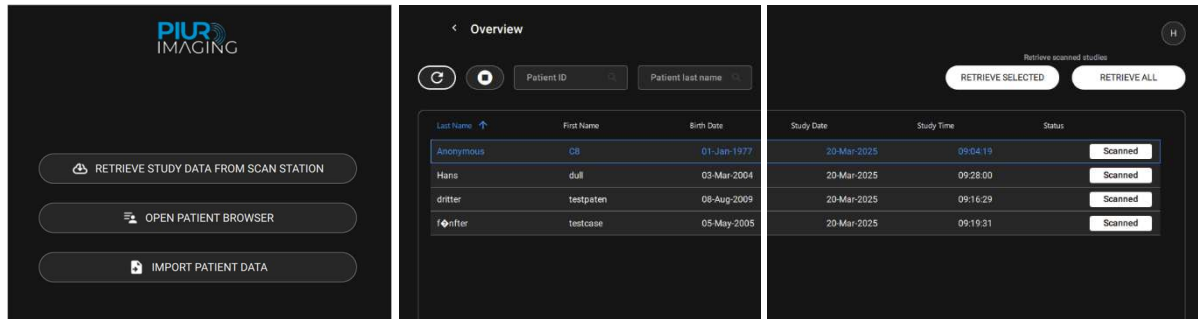 PIUR
IMAGING
RETRIEVE STUDY DATA FROM SCAN STATION
OPEN PATIENT BROWSER
IMPORT PATIENT DATA
Overview
H
Retrieve scanned studies
Patient ID Patient last name RETRIEVE SELECTED RETRIEVE ALL
Last Name First Name Birth Date Study Date Study Time Status
Anonymous CB 01-Jan-1977 20-Mar-2025 09:04:19 Scanned
Hans dull 03-Mar-2004 20-Mar-2025 09:28:00 Scanned
dritter testpaten 08-Aug-2009 20-Mar-2025 09:16:29 Scanned
f�nfter testcase 05-May-2005 20-Mar-2025 09:19:31 Scanned